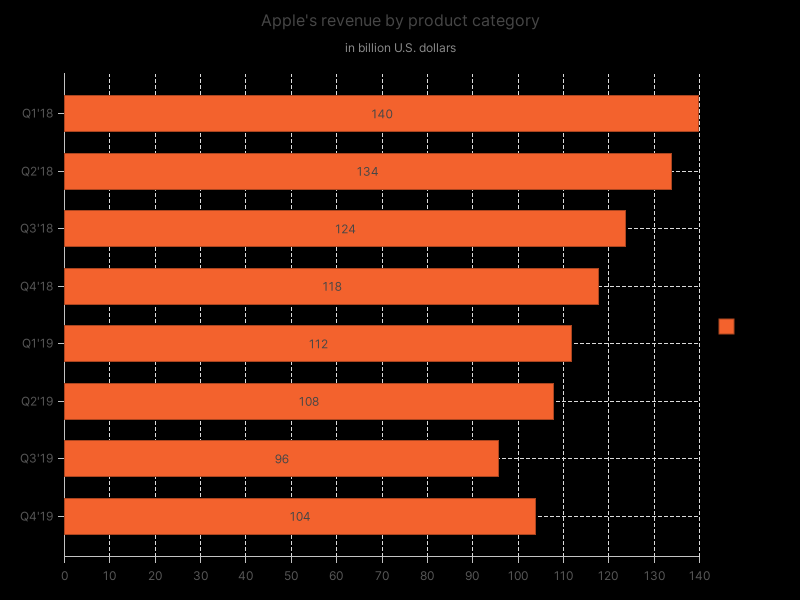 Apple's revenue by product category
in billion U.S. dollars
Q1'18 140
Q2'18 134
Q3'18 124
Q4'18 118
Q1'19 112
Q2'19 108
Q3'19 96
Q4'19 104
0 10 20 30 40 50 60 70 80 90 100 110 120 130 140